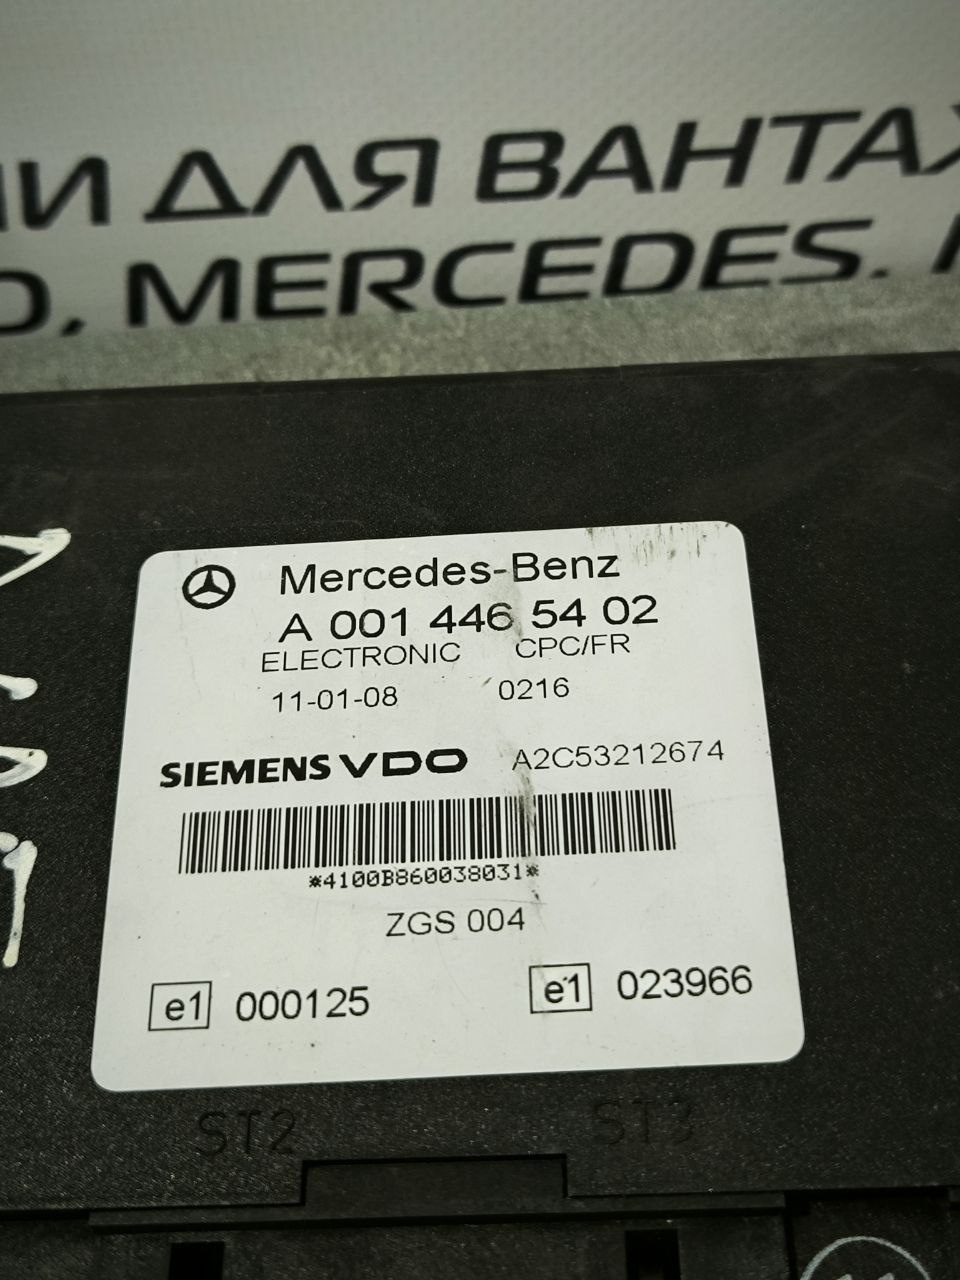 ДЛЯ ВАНТАЖ
MERCEDES.
Mercedes-Benz
A 001 446 54 02
ELECTRONIC CPC/FR
11-01-08 0216
SIEMENS VDO A2C53212674
*4100B860038031*
ZGS 004
e1 000125 e1 023966
ST2 ST3